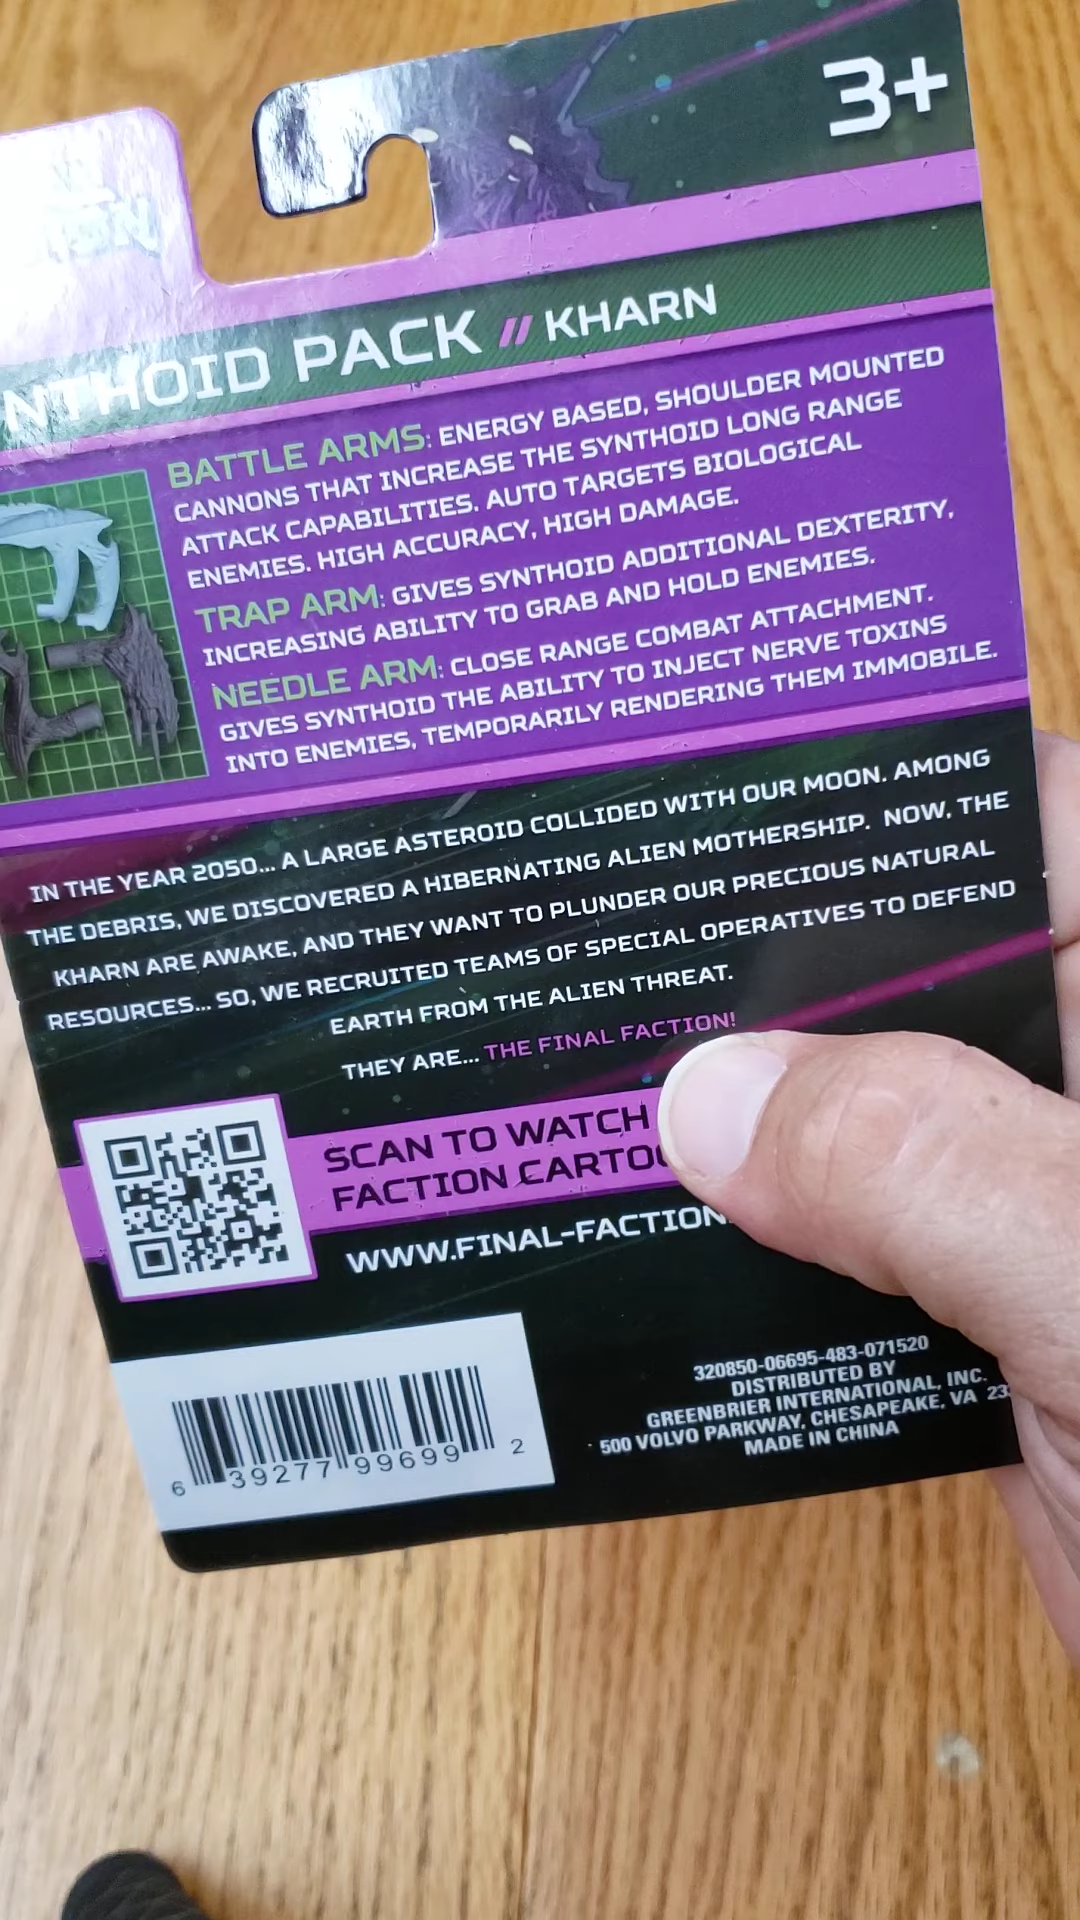 3+
NTHOID PACK // KHARN
BATTLE ARMS: ENERGY BASED, SHOULDER MOUNTED
CANNONS THAT INCREASE THE SYNTHOID LONG RANGE
ATTACK CAPABILITIES. AUTO TARGETS BIOLOGICAL
ENEMIES. HIGH ACCURACY, HIGH DAMAGE.
TRAP ARM: GIVES SYNTHOID ADDITIONAL DEXTERITY,
INCREASING ABILITY TO GRAB AND HOLD ENEMIES.
NEEDLE ARM: CLOSE RANGE COMBAT ATTACHMENT.
GIVES SYNTHOID THE ABILITY TO INJECT NERVE TOXINS
INTO ENEMIES, TEMPORARILY RENDERING THEM IMMOBILE.
IN THE YEAR 2050... A LARGE ASTEROID COLLIDED WITH OUR MOON. AMONG
THE DEBRIS, WE DISCOVERED A HIBERNATING ALIEN MOTHERSHIP. NOW, THE
KHARN ARE AWAKE, AND THEY WANT TO PLUNDER OUR PRECIOUS NATURAL
RESOURCES... SO, WE RECRUITED TEAMS OF SPECIAL OPERATIVES TO DEFEND
EARTH FROM THE ALIEN THREAT.
THEY ARE... THE FINAL FACTION!
SCAN TO WATCH
FACTION CARTOO
WWW.FINAL-FACTION.
6 39277 99699 2
320850-06695-483-071520
DISTRIBUTED BY
GREENBRIER INTERNATIONAL, INC.
500 VOLVO PARKWAY, CHESAPEAKE, VA 23
MADE IN CHINA